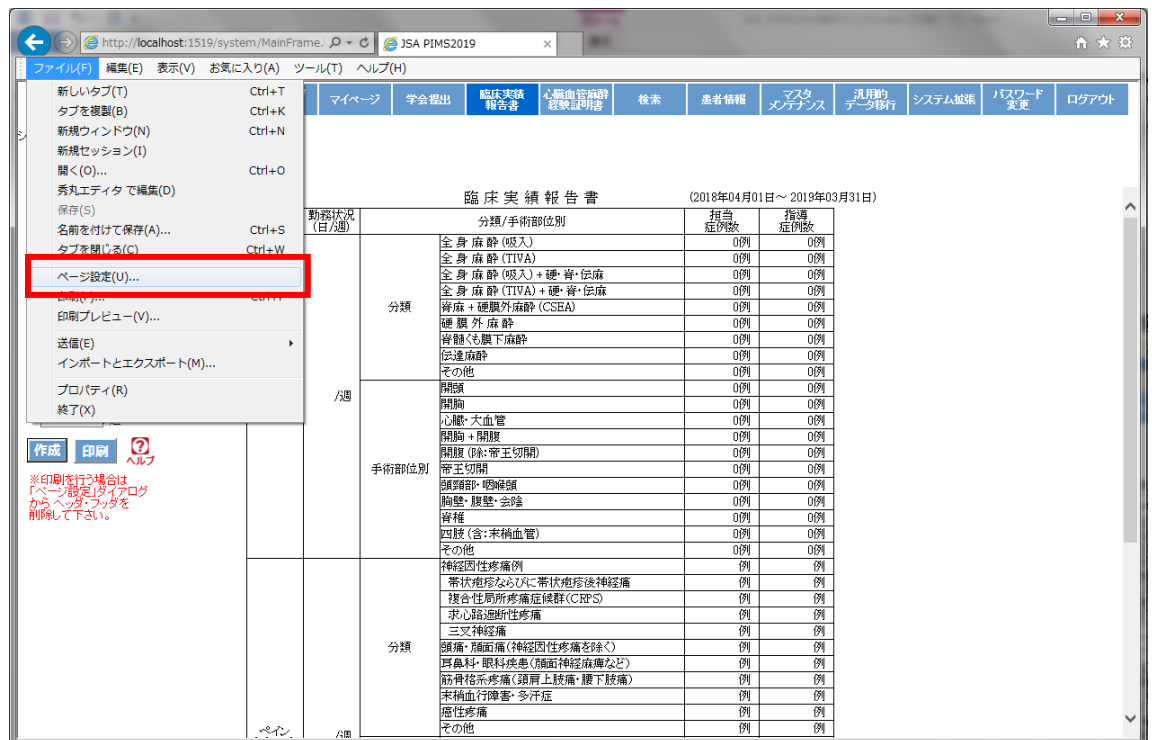 http://localhost:1519/system/MainFrame.
JSA PIMS2019
ファイル(F) 編集(E) 表示(V) お気に入り(A) ツール(T) ヘルプ(H)
新しいタブ(T) Ctrl+T
タブを複製(B) Ctrl+K
新規ウィンドウ(N) Ctrl+N
新規セッション(I)
開く(O)... Ctrl+O
秀丸エディタ で編集(D)
保存(S)
名前を付けて保存(A)... Ctrl+S
タブを閉じる(C) Ctrl+W
ページ設定(U)...
印刷プレビュー(V)...
送信(E)
インポートとエクスポート(M)...
プロパティ(R)
終了(X)
マイページ 学会提出 臨床実績報告書 心臓血管麻酔経験証明書 検索 患者情報 マスタメンテナンス 汎用的データ移行 システム拡張 パスワード変更 ログアウト
作成 印刷 ヘルプ
※印刷を行う場合は
「ページ設定」ダイアログ
からヘッダ・フッダを
削除して下さい。
臨床実績報告書 (2018年04月01日～2019年03月31日)
勤務状況(日/週) 分類/手術部位別 担当症例数 指導症例数
/週
分類
全身麻酔(吸入) 0例 0例
全身麻酔(TIVA) 0例 0例
全身麻酔(吸入)+硬・脊・伝麻 0例 0例
全身麻酔(TIVA)+硬・脊・伝麻 0例 0例
脊麻+硬膜外麻酔(CSEA) 0例 0例
硬膜外麻酔 0例 0例
脊髄くも膜下麻酔 0例 0例
伝達麻酔 0例 0例
その他 0例 0例
手術部位別
開頭 0例 0例
開胸 0例 0例
心臓・大血管 0例 0例
開胸+開腹 0例 0例
開腹(除:帝王切開) 0例 0例
帝王切開 0例 0例
頭頸部・咽喉頭 0例 0例
胸壁・腹壁・会陰 0例 0例
脊椎 0例 0例
四肢(含:末梢血管) 0例 0例
その他 0例 0例
ペイン
/週
分類
神経因性疼痛例 例 例
帯状疱疹ならびに帯状疱疹後神経痛 例 例
複合性局所疼痛症候群(CRPS) 例 例
求心路遮断性疼痛 例 例
三叉神経痛 例 例
頭痛・顔面痛(神経因性疼痛を除く) 例 例
耳鼻科・眼科疾患(顔面神経麻痺など) 例 例
筋骨格系疼痛(頚肩上肢痛・腰下肢痛) 例 例
末梢血行障害・多汗症 例 例
癌性疼痛 例 例
その他 例 例